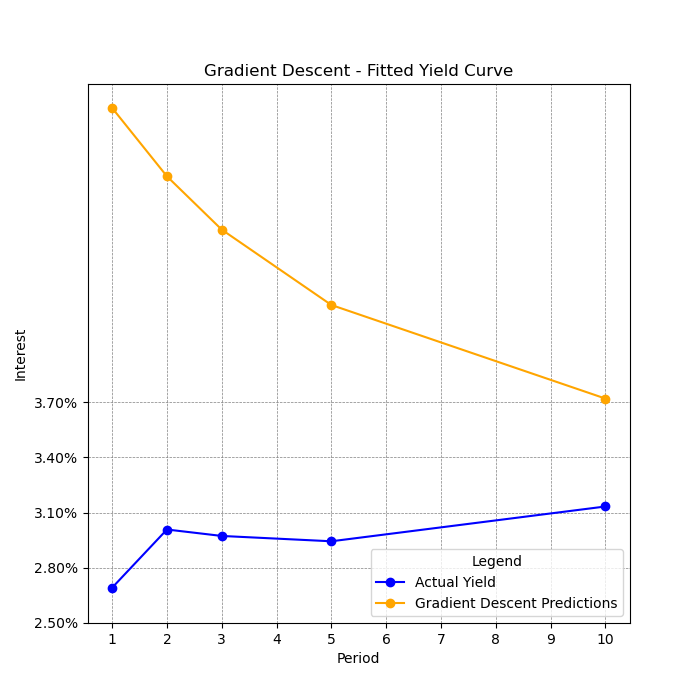 Gradient Descent - Fitted Yield Curve
Interest
3.70%
3.40%
3.10%
2.80%
2.50%
Legend
Actual Yield
Gradient Descent Predictions
1 2 3 4 5 6 7 8 9 10
Period